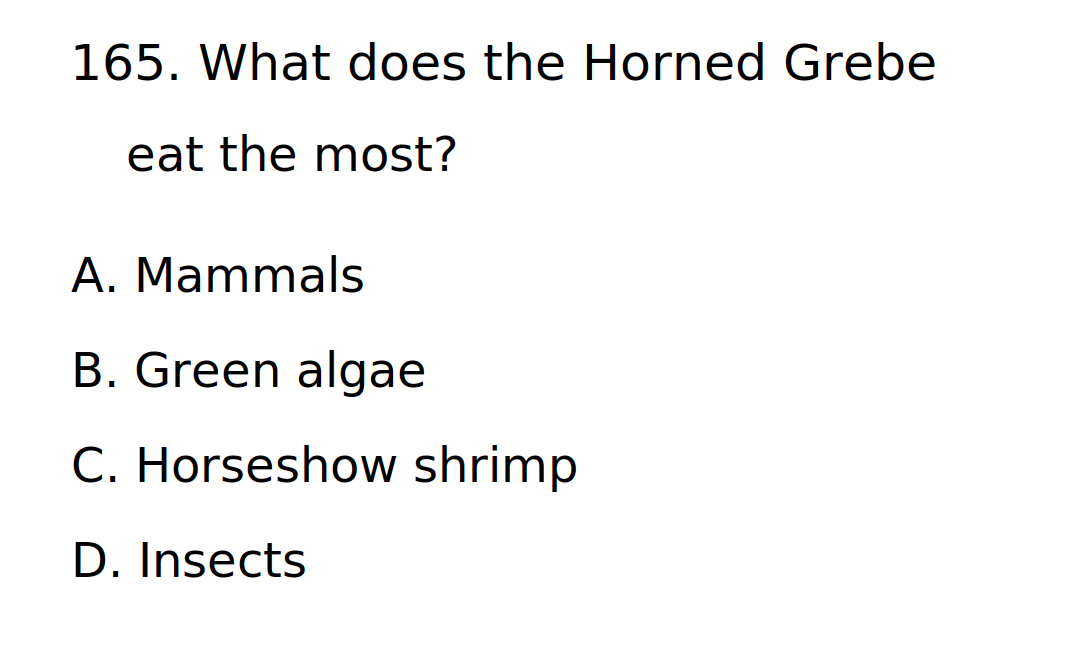 165. What does the Horned Grebe
eat the most?
A. Mammals
B. Green algae
C. Horseshow shrimp
D. Insects